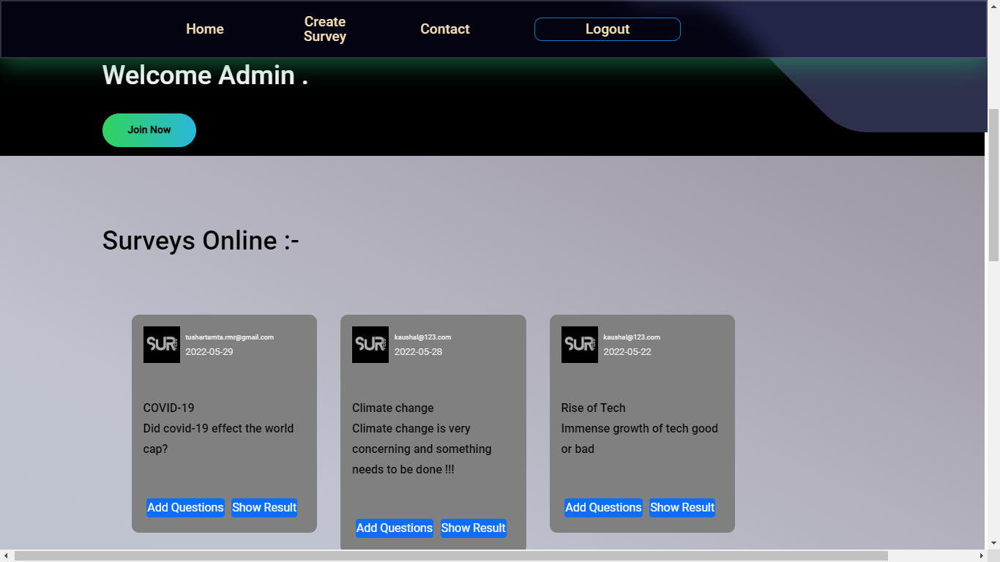 Home
Create
Survey
Contact
Logout
Welcome Admin .
Join Now
Surveys Online :-
SUR
tushartamta.rmr@gmail.com
2022-05-29
COVID-19
Did covid-19 effect the world
cap?
Add Questions
Show Result
SUR
kaushal@123.com
2022-05-28
Climate change
Climate change is very
concerning and something
needs to be done !!!
Add Questions
Show Result
SUR
kaushal@123.com
2022-05-22
Rise of Tech
Immense growth of tech good
or bad
Add Questions
Show Result